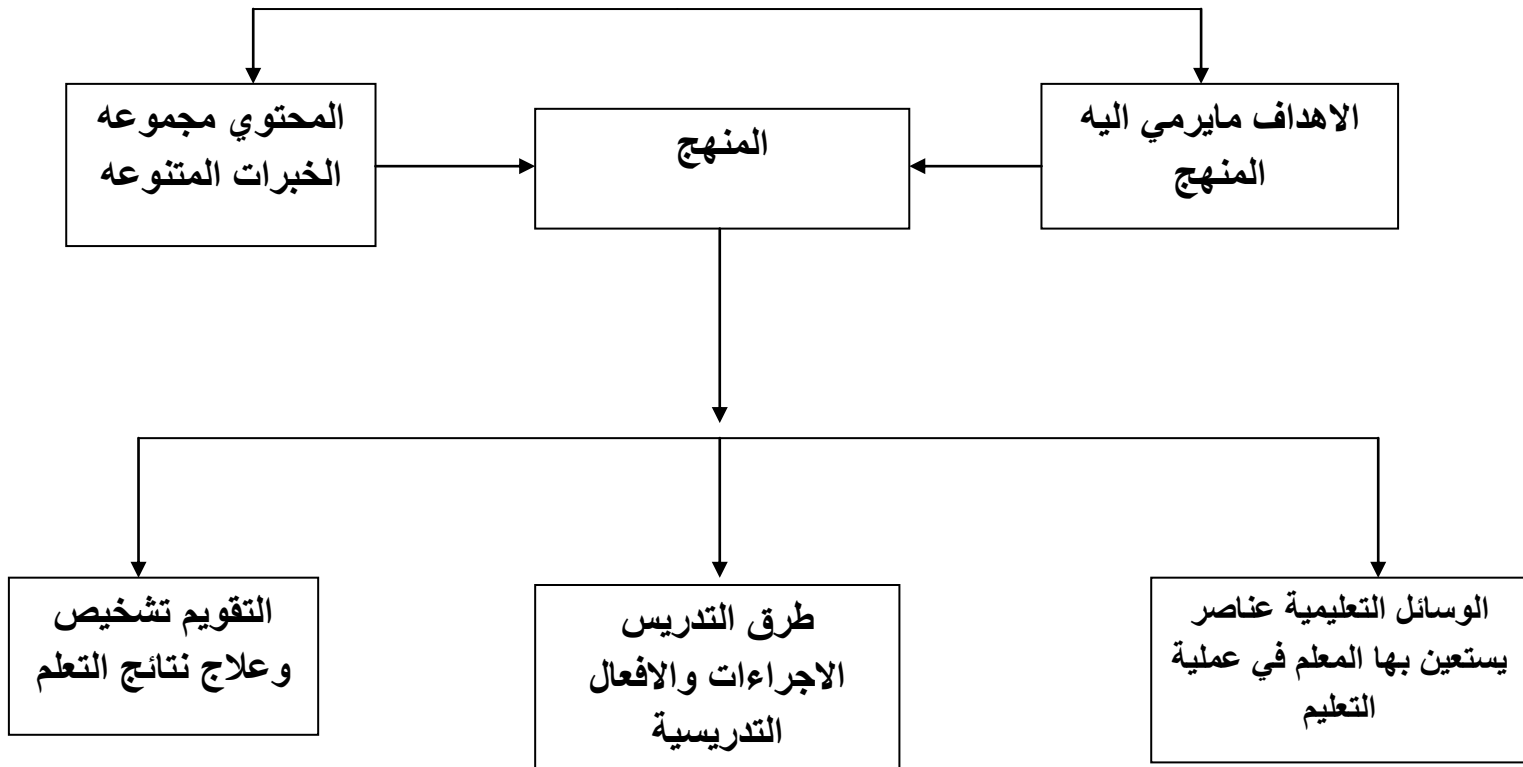 الاهداف مايرمي اليه
المنهج
المنهج
المحتوي مجموعه
الخبرات المتنوعه
الوسائل التعليمية عناصر
يستعين بها المعلم في عملية
التعليم
طرق التدريس
الاجراءات والافعال
التدريسية
التقويم تشخيص
وعلاج نتائج التعلم